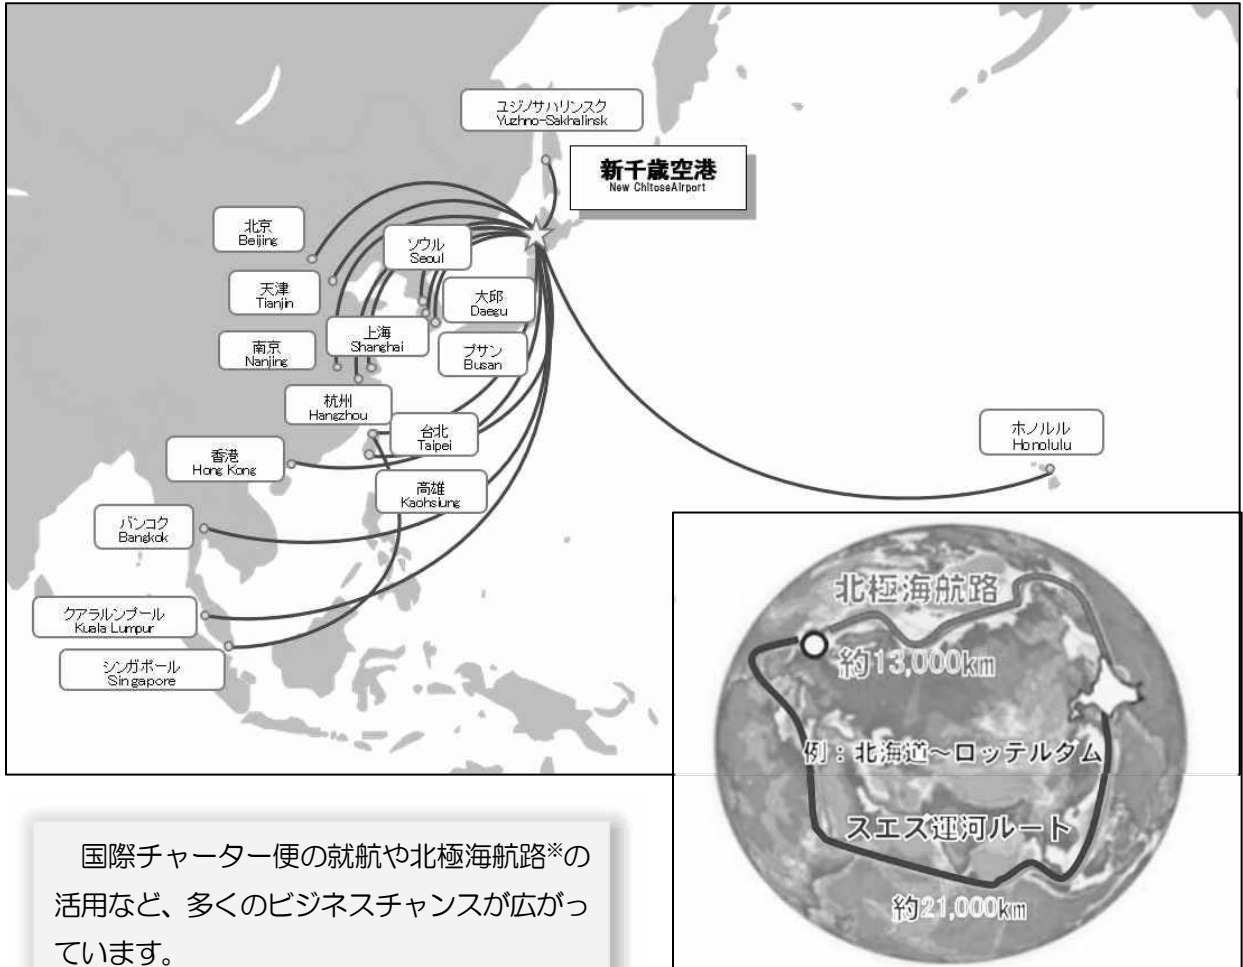 ユジノサハリンスク
Yuzhno-Sakhalinsk
新千歳空港
New ChitoseAirport
北京
Beijing
ソウル
Seoul
天津
Tianjin
大邱
Daegu
上海
Shanghai
南京
Nanjing
プサン
Busan
杭州
Hangzhou
台北
Taipei
ホノルル
Honolulu
香港
Hong Kong
高雄
Kaohsiung
バンコク
Bangkok
クアラルンプール
Kuala Lumpur
シンガポール
Singapore
北極海航路
約13,000km
例：北海道～ロッテルダム
スエズ運河ルート
約21,000km
国際チャーター便の就航や北極海航路※の
活用など、多くのビジネスチャンスが広がっ
ています。